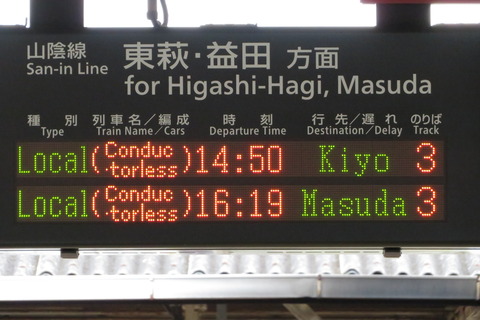 山陰線 東萩・益田 方面
San-in Line for Higashi-Hagi, Masuda
種別 列車名／編成 時刻 行先／遅れ のりば
Type Train Name／Cars Departure Time Destination／Delay Track
Local (Conduc 14:50 Kiyo 3
･torless)
Local (Conduc 16:19 Masuda 3
･torless)